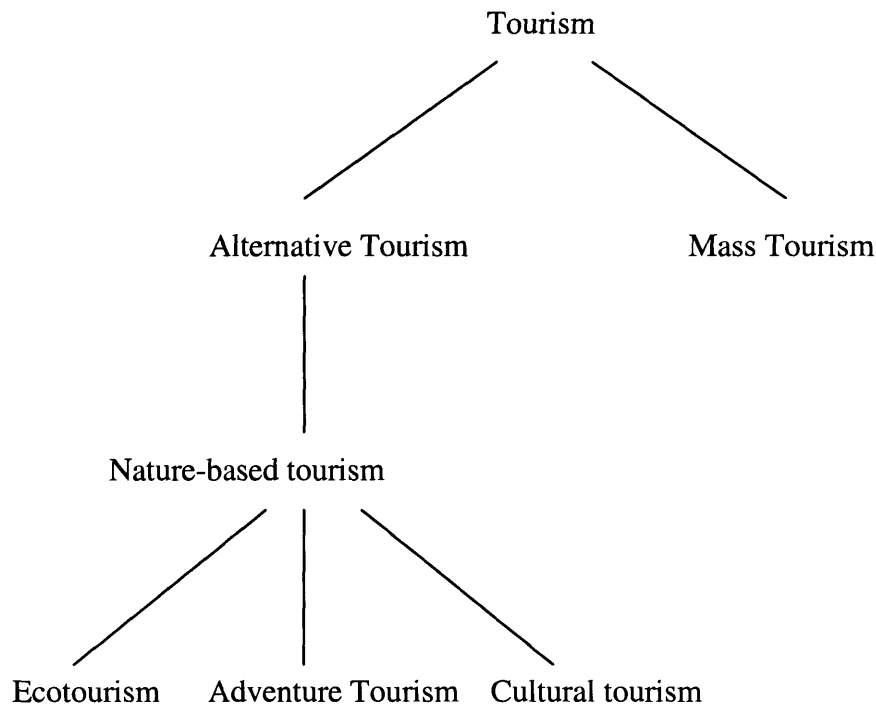 Tourism
Alternative Tourism
Mass Tourism
Nature-based tourism
Ecotourism
Adventure Tourism
Cultural tourism